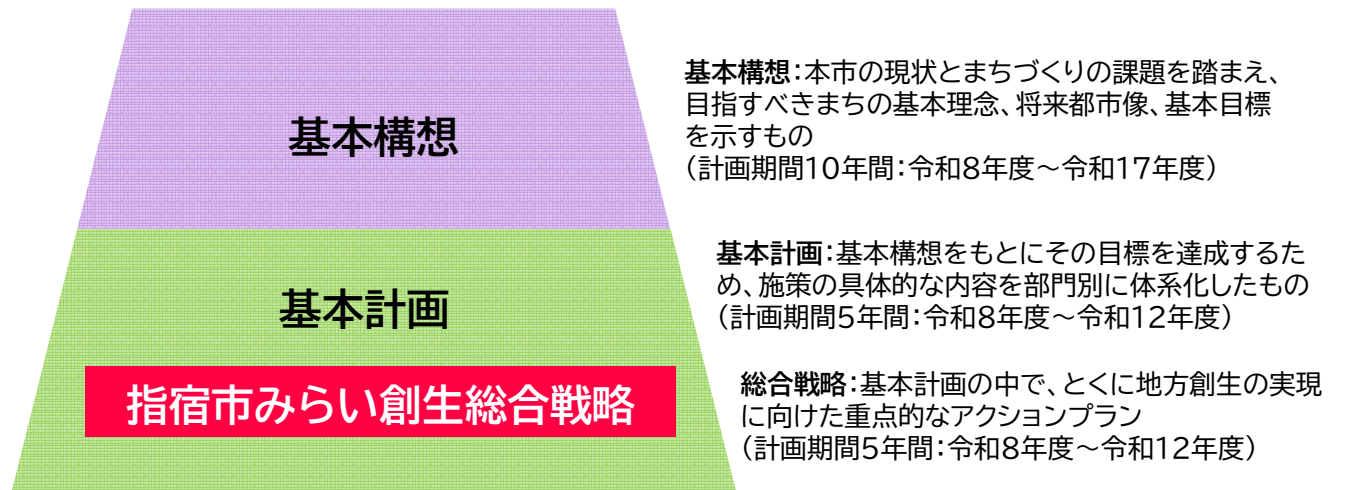 基本構想
基本構想：本市の現状とまちづくりの課題を踏まえ、
目指すべきまちの基本理念、将来都市像、基本目標
を示すもの
（計画期間10年間：令和8年度～令和17年度）
基本計画
基本計画：基本構想をもとにその目標を達成するた
め、施策の具体的な内容を部門別に体系化したもの
（計画期間5年間：令和8年度～令和12年度）
指宿市みらい創生総合戦略
総合戦略：基本計画の中で、とくに地方創生の実現
に向けた重点的なアクションプラン
（計画期間5年間：令和8年度～令和12年度）